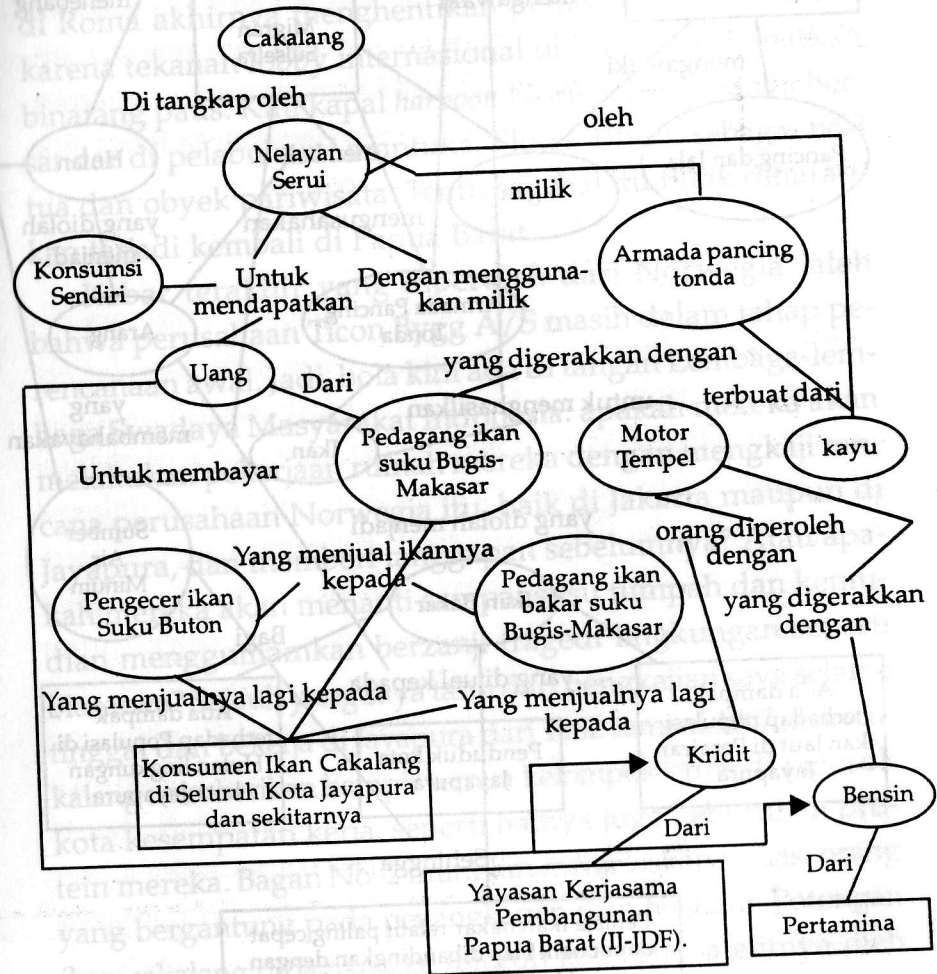 Cakalang
Di tangkap oleh
oleh
Nelayan
Serui
milik
Konsumsi
Sendiri
Untuk
mendapatkan
Dengan mengguna-
kan milik
Armada pancing
tonda
Uang
Dari
yang digerakkan dengan
terbuat dari
Untuk membayar
Pedagang ikan
suku Bugis-
Makasar
Motor
Tempel
kayu
Yang menjual ikannya
kepada
orang diperoleh
dengan
Pengecer ikan
Suku Buton
Pedagang ikan
bakar suku
Bugis-Makasar
yang digerakkan
dengan
Yang menjualnya lagi kepada
Yang menjualnya lagi
kepada
Konsumen Ikan Cakalang
di Seluruh Kota Jayapura
dan sekitarnya
Kridit
Bensin
Dari
Dari
Yayasan Kerjasama
Pembangunan
Papua Barat (IJ-JDF).
Pertamina